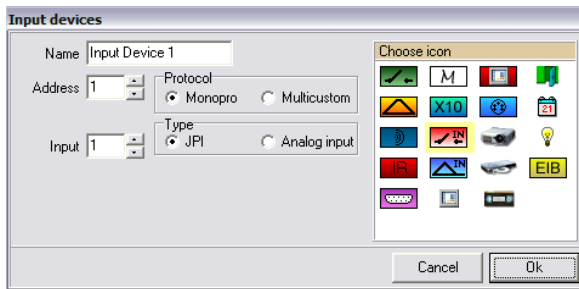 Input devices
Name Input Device 1
Choose icon
Address 1
Protocol
Monopro Multicustom
Input 1
Type
JPI Analog input
M
X10
21
IN
IR IN EIB
Cancel Ok